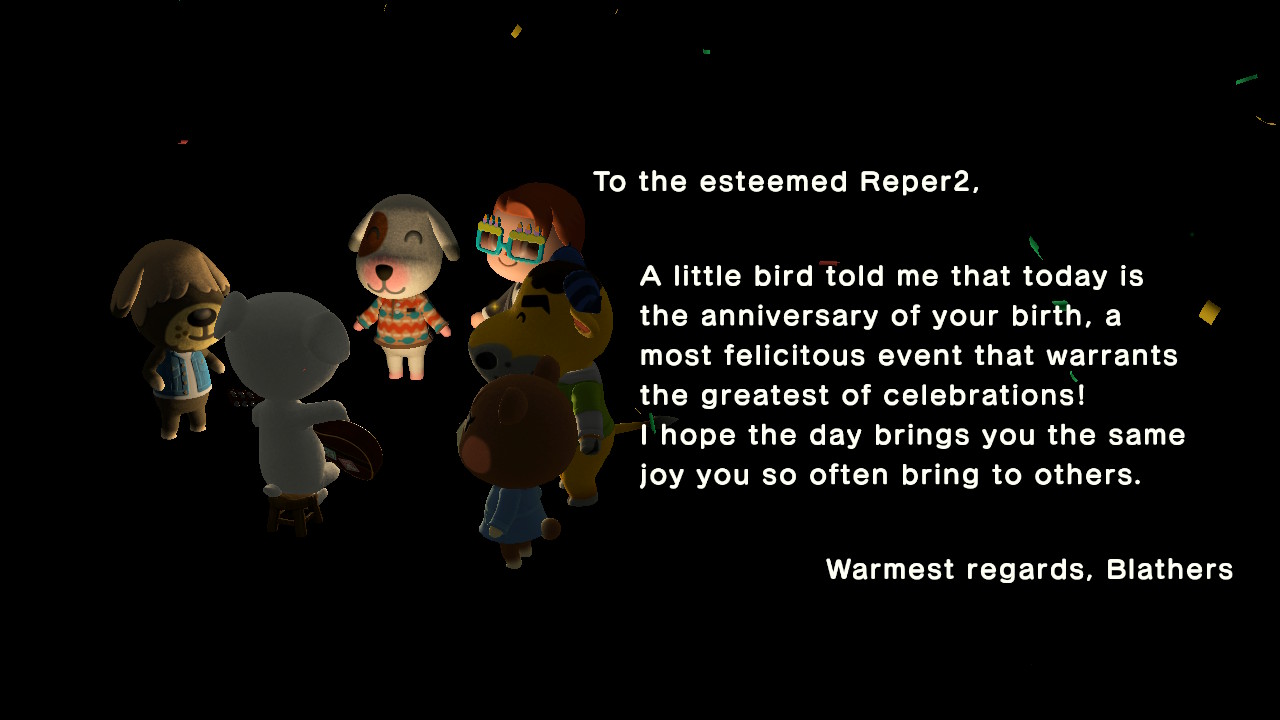 To the esteemed Reper2,
A little bird told me that today is
the anniversary of your birth, a
most felicitous event that warrants
the greatest of celebrations!
I hope the day brings you the same
joy you so often bring to others.
Warmest regards, Blathers